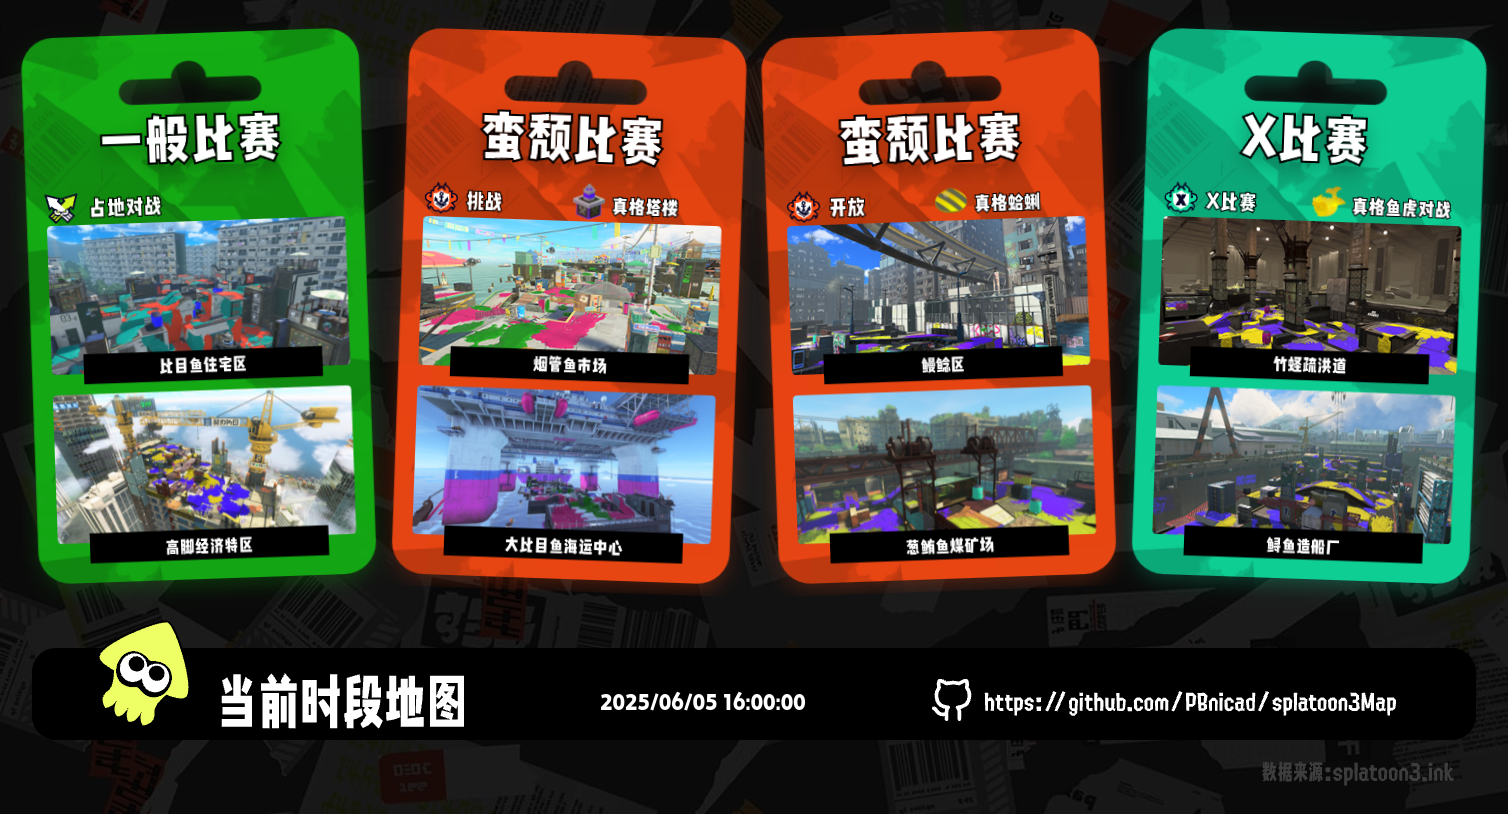 一般比赛
占地对战
比目鱼住宅区
高脚经济特区
蛮颓比赛
挑战
真格塔楼
烟管鱼市场
大比目鱼海运中心
蛮颓比赛
开放
真格蛤蜊
鳗鲶区
葱鲔鱼煤矿场
X比赛
X比赛
真格鱼虎对战
竹蛏疏洪道
鲟鱼造船厂
当前时段地图
2025/06/05 16:00:00
https://github.com/PBnicad/splatoon3Map
数据来源:splatoon3.ink